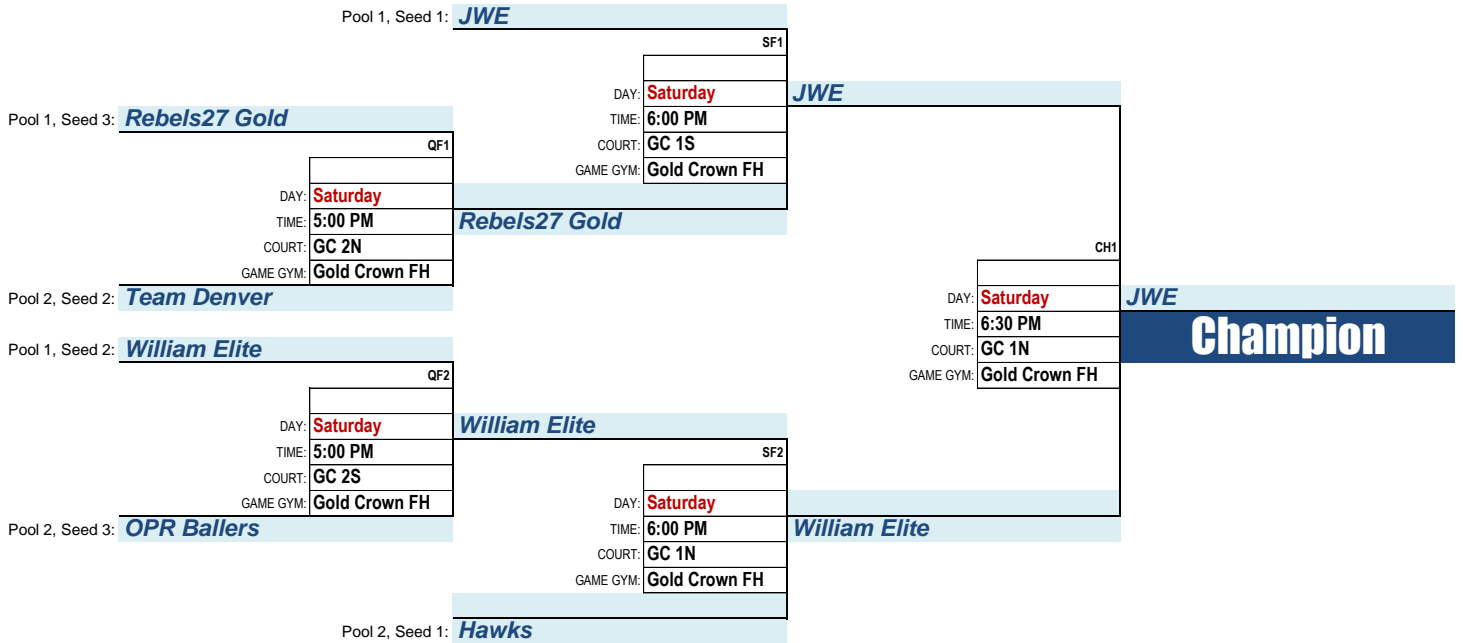 Pool 1, Seed 1: JWE
SF1
DAY: Saturday JWE
Pool 1, Seed 3: Rebels27 Gold TIME: 6:00 PM
QF1 COURT: GC 1S
GAME GYM: Gold Crown FH
DAY: Saturday
TIME: 5:00 PM Rebels27 Gold
COURT: GC 2N CH1
GAME GYM: Gold Crown FH
Pool 2, Seed 2: Team Denver DAY: Saturday JWE
TIME: 6:30 PM Champion
Pool 1, Seed 2: William Elite COURT: GC 1N
QF2 GAME GYM: Gold Crown FH
DAY: Saturday William Elite
TIME: 5:00 PM SF2
COURT: GC 2S
GAME GYM: Gold Crown FH DAY: Saturday
Pool 2, Seed 3: OPR Ballers TIME: 6:00 PM William Elite
COURT: GC 1N
GAME GYM: Gold Crown FH
Pool 2, Seed 1: Hawks